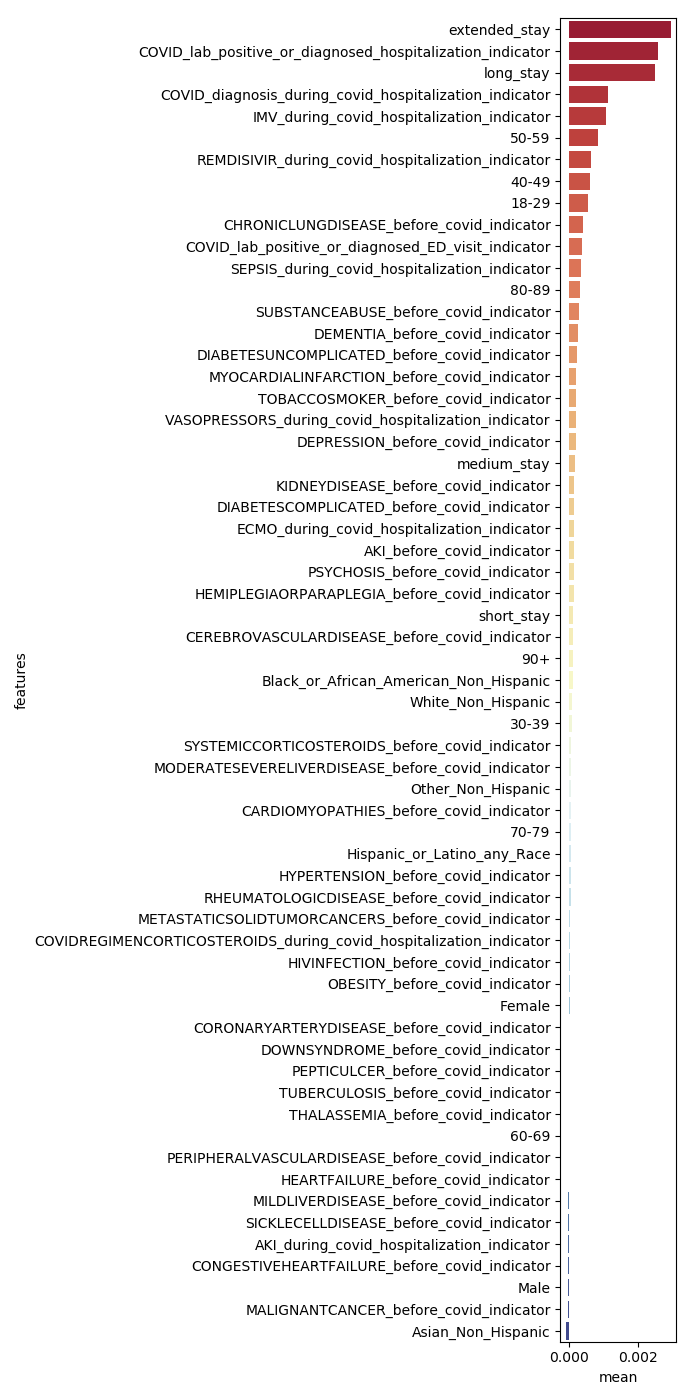 extended_stay
COVID_lab_positive_or_diagnosed_hospitalization_indicator
long_stay
COVID_diagnosis_during_covid_hospitalization_indicator
IMV_during_covid_hospitalization_indicator
50-59
REMDISIVIR_during_covid_hospitalization_indicator
40-49
18-29
CHRONICLUNGDISEASE_before_covid_indicator
COVID_lab_positive_or_diagnosed_ED_visit_indicator
SEPSIS_during_covid_hospitalization_indicator
80-89
SUBSTANCEABUSE_before_covid_indicator
DEMENTIA_before_covid_indicator
DIABETESUNCOMPLICATED_before_covid_indicator
MYOCARDIALINFARCTION_before_covid_indicator
TOBACCOSMOKER_before_covid_indicator
VASOPRESSORS_during_covid_hospitalization_indicator
DEPRESSION_before_covid_indicator
medium_stay
KIDNEYDISEASE_before_covid_indicator
DIABETESCOMPLICATED_before_covid_indicator
ECMO_during_covid_hospitalization_indicator
AKI_before_covid_indicator
PSYCHOSIS_before_covid_indicator
HEMIPLEGIAORPARAPLEGIA_before_covid_indicator
short_stay
CEREBROVASCULARDISEASE_before_covid_indicator
90+
Black_or_African_American_Non_Hispanic
White_Non_Hispanic
30-39
SYSTEMICCORTICOSTEROIDS_before_covid_indicator
MODERATESEVERELIVERDISEASE_before_covid_indicator
Other_Non_Hispanic
CARDIOMYOPATHIES_before_covid_indicator
70-79
Hispanic_or_Latino_any_Race
HYPERTENSION_before_covid_indicator
RHEUMATOLOGICDISEASE_before_covid_indicator
METASTATICSOLIDTUMORCANCERS_before_covid_indicator
COVIDREGIMENCORTICOSTEROIDS_during_covid_hospitalization_indicator
HIVINFECTION_before_covid_indicator
OBESITY_before_covid_indicator
Female
CORONARYARTERYDISEASE_before_covid_indicator
DOWNSYNDROME_before_covid_indicator
PEPTICULCER_before_covid_indicator
TUBERCULOSIS_before_covid_indicator
THALASSEMIA_before_covid_indicator
60-69
PERIPHERALVASCULARDISEASE_before_covid_indicator
HEARTFAILURE_before_covid_indicator
MILDLIVERDISEASE_before_covid_indicator
SICKLECELLDISEASE_before_covid_indicator
AKI_during_covid_hospitalization_indicator
CONGESTIVEHEARTFAILURE_before_covid_indicator
Male
MALIGNANTCANCER_before_covid_indicator
Asian_Non_Hispanic
features
0.000 0.002
mean